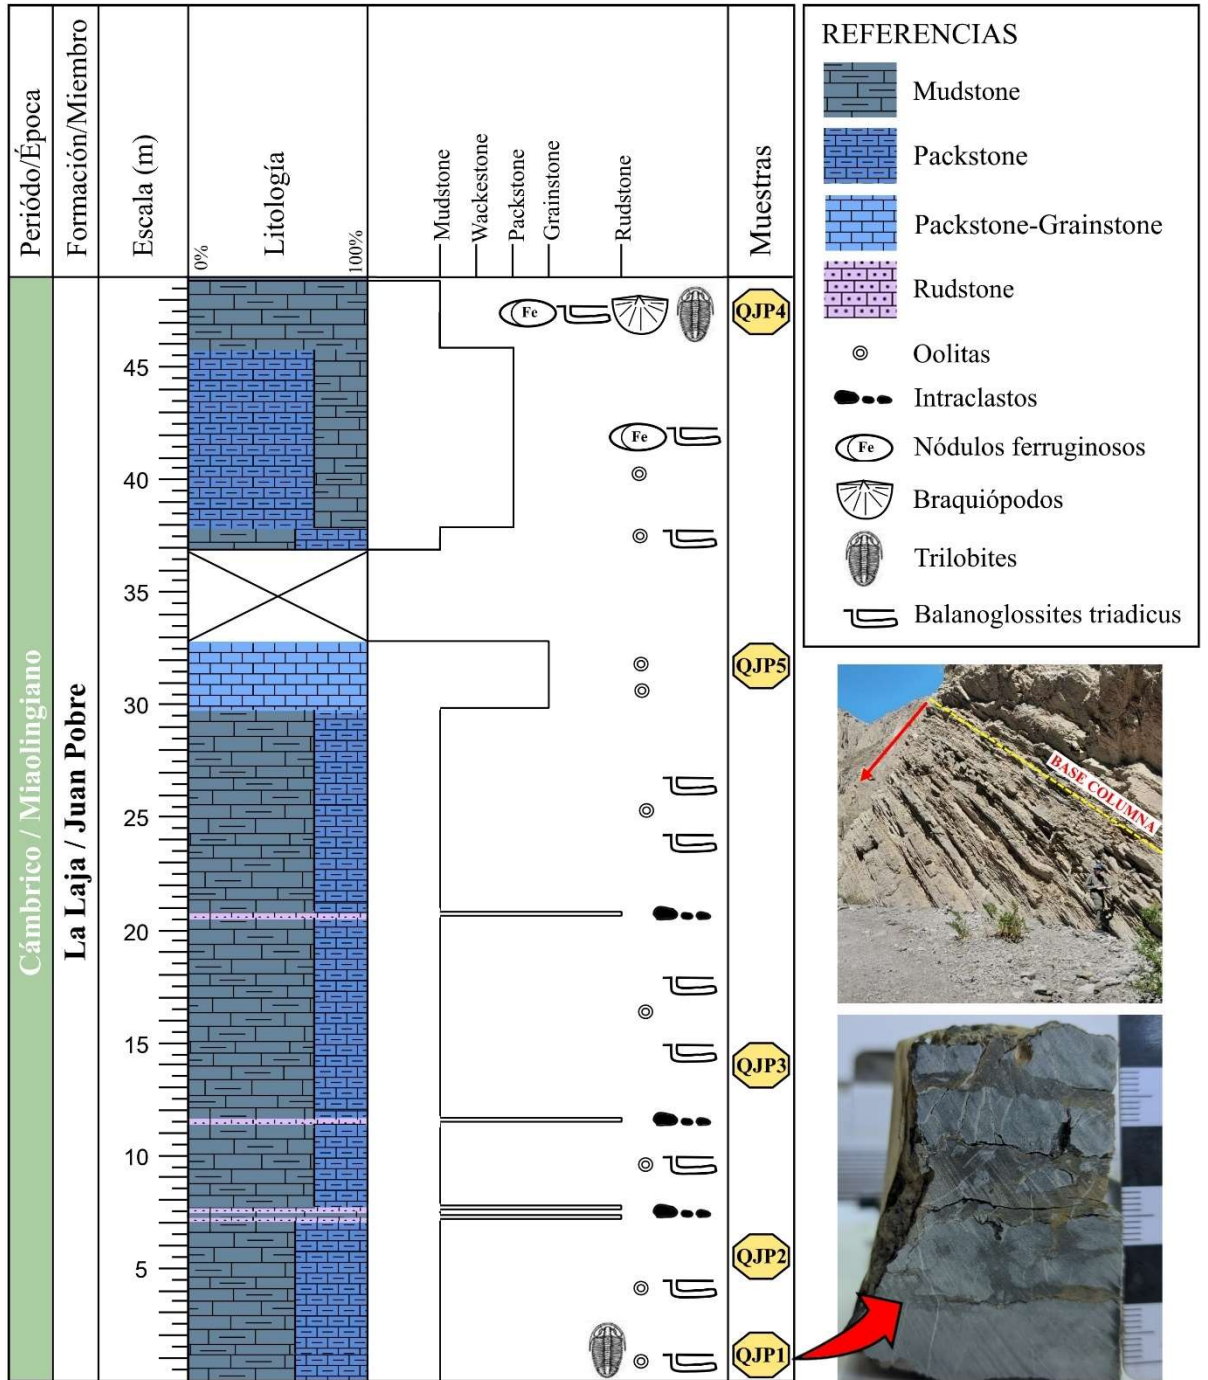 Período/Época
Formación/Miembro
Escala (m)
Litología
0%
100%
Mudstone
Wackestone
Packstone
Grainstone
Rudstone
Muestras
Cámbrico / Miaolingiano
La Laja / Juan Pobre
45
40
35
30
25
20
15
10
5
Fe
QJP4
Fe
QJP5
QJP3
QJP2
QJP1
REFERENCIAS
Mudstone
Packstone
Packstone-Grainstone
Rudstone
Oolitas
Intraclastos
Fe
Nódulos ferruginosos
Braquiópodos
Trilobites
Balanoglossites triadicus
BASE COLUMNA